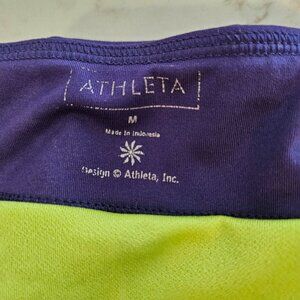 ATHLETA
M
Made in Indonesia
Design © Athleta, Inc.